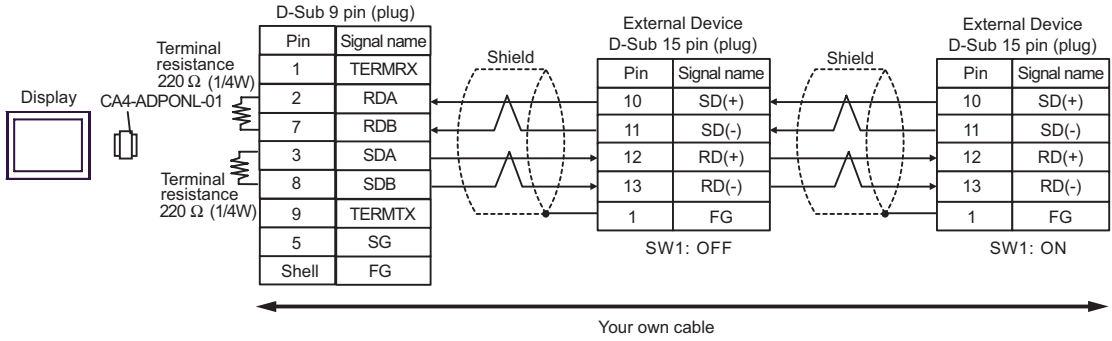 D-Sub 9 pin (plug)
Pin Signal name
1 TERMRX
2 RDA
7 RDB
3 SDA
8 SDB
9 TERMTX
5 SG
Shell FG
Terminal
resistance
220 Ω (1/4W)
Display
CA4-ADPONL-01
Terminal
resistance
220 Ω (1/4W)
Shield
External Device
D-Sub 15 pin (plug)
Pin Signal name
10 SD(+)
11 SD(-)
12 RD(+)
13 RD(-)
1 FG
SW1: OFF
Shield
External Device
D-Sub 15 pin (plug)
Pin Signal name
10 SD(+)
11 SD(-)
12 RD(+)
13 RD(-)
1 FG
SW1: ON
Your own cable